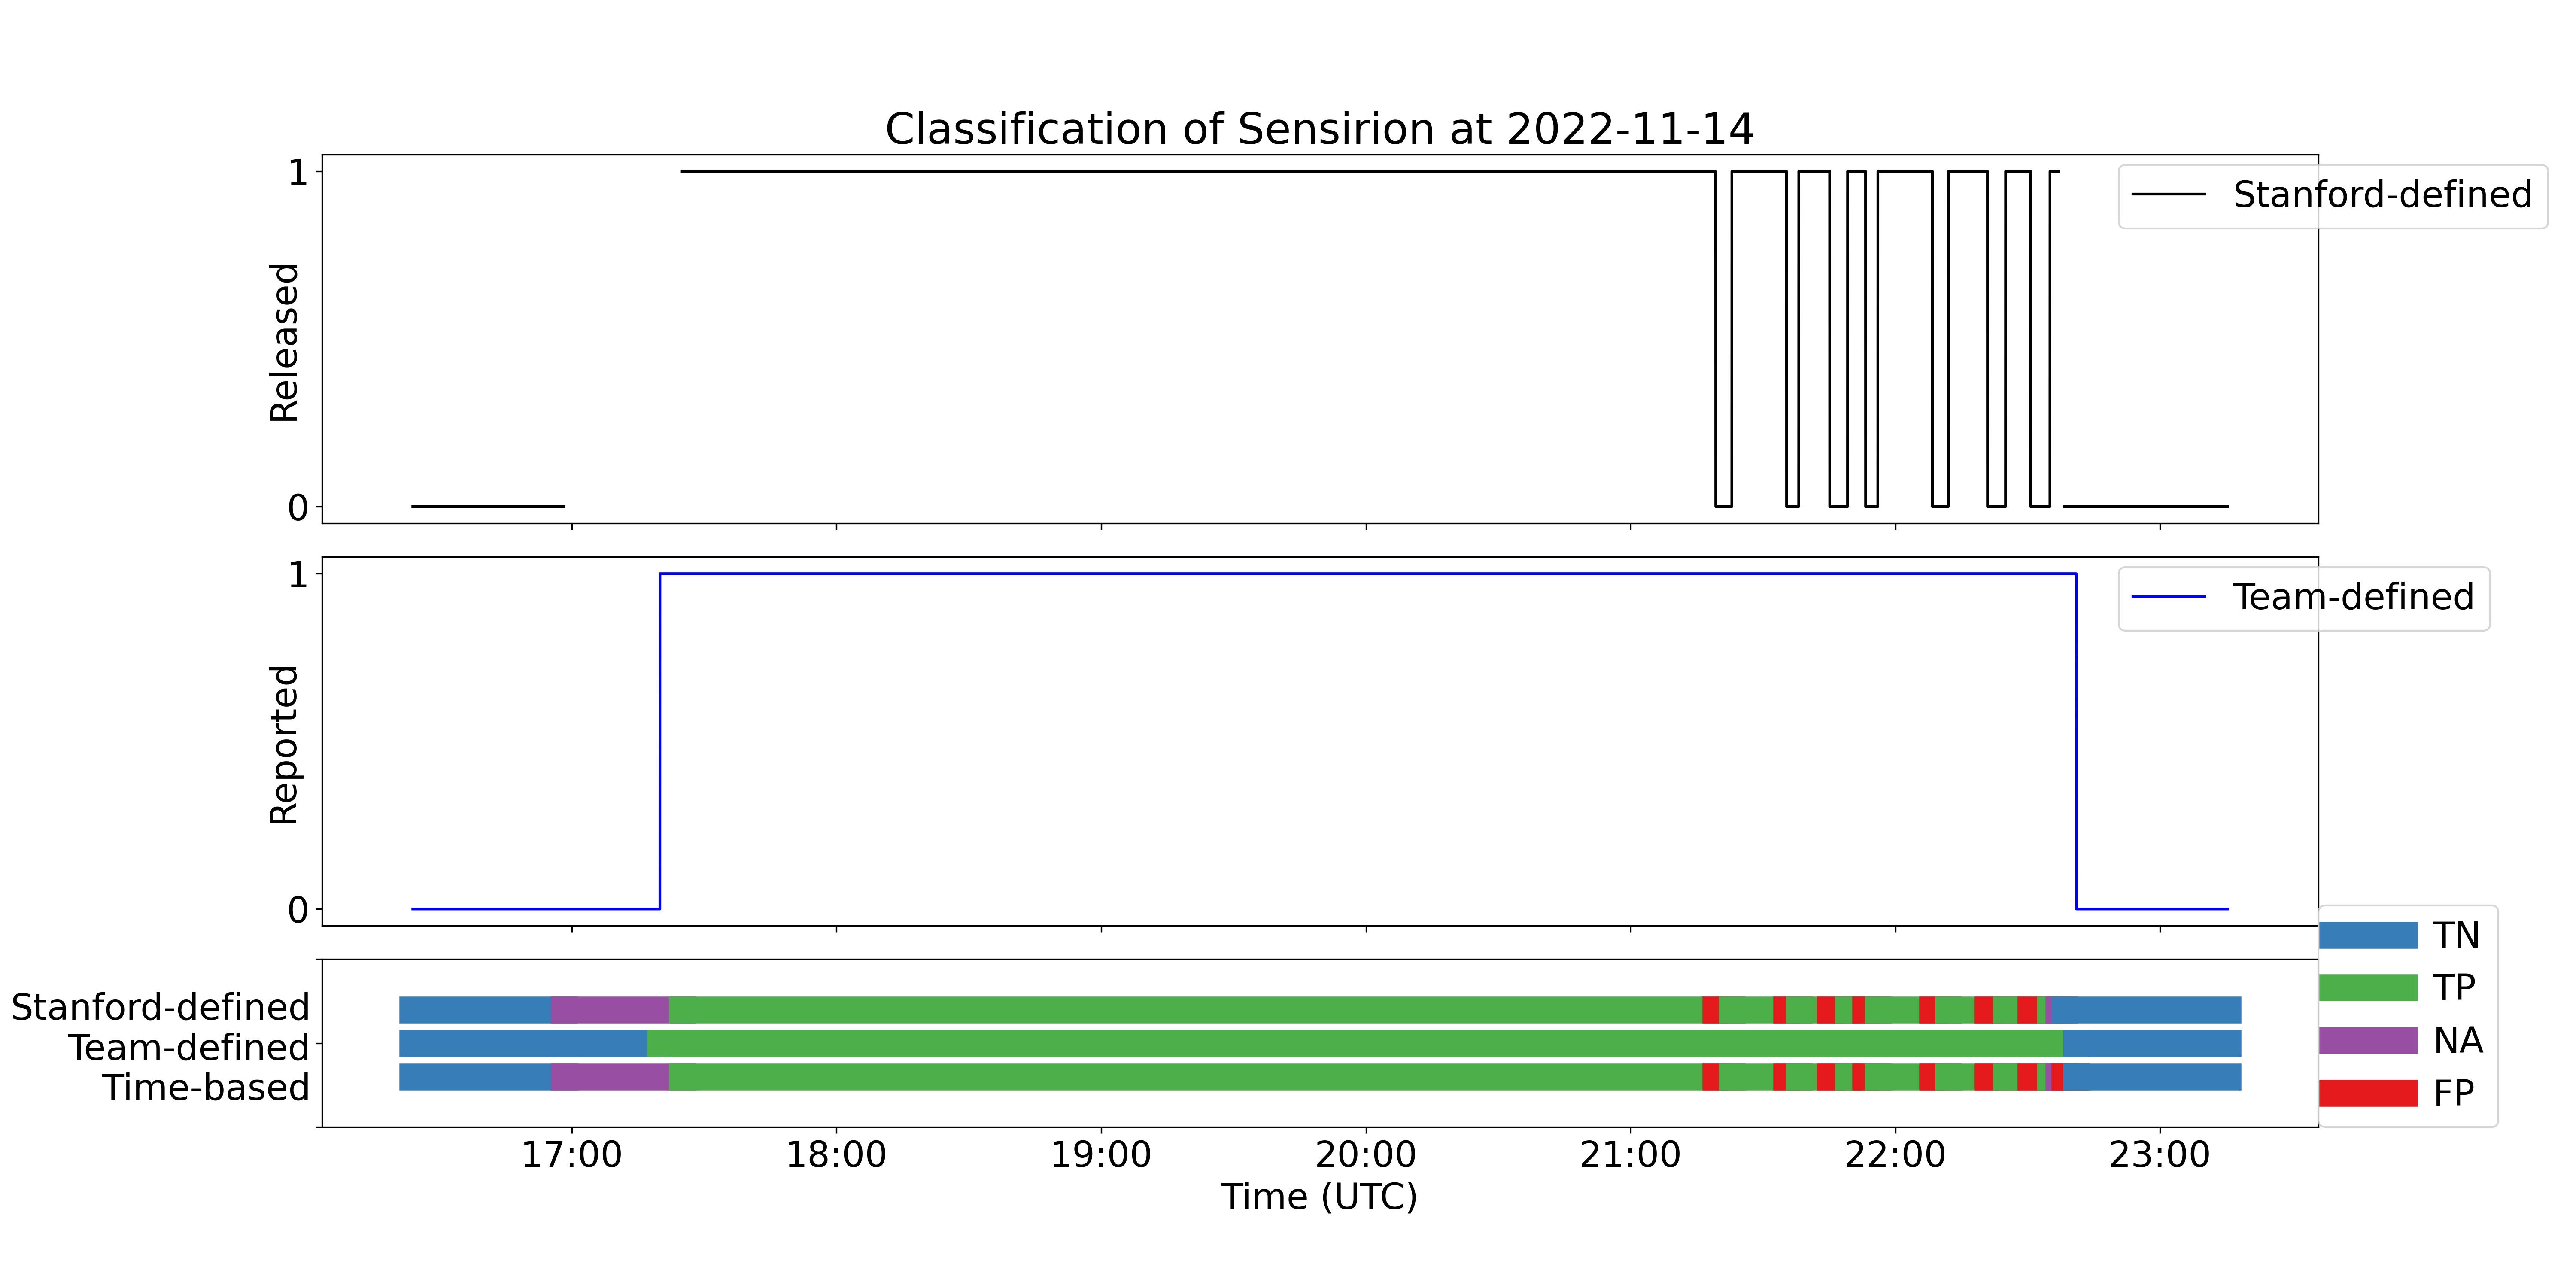 Classification of Sensirion at 2022-11-14
1
Released
0
Stanford-defined
1
Reported
0
Team-defined
Stanford-defined
Team-defined
Time-based
TN
TP
NA
FP
17:00 18:00 19:00 20:00 21:00 22:00 23:00
Time (UTC)